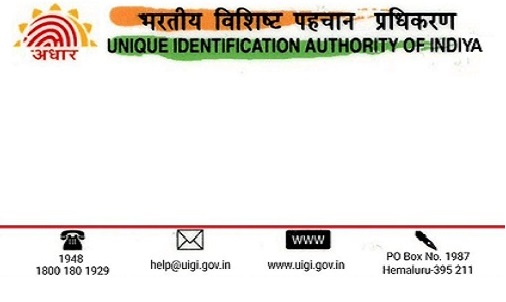 भरतीय विशिष्ट पहचान प्रधिकरण
UNIQUE IDENTIFICATION AUTHORITY OF INDIYA
अधार
1948
1800 180 1929
help@uigi.gov.in
WWW
www.uigi.gov.in
PO Box No. 1987
Hemaluru-395 211